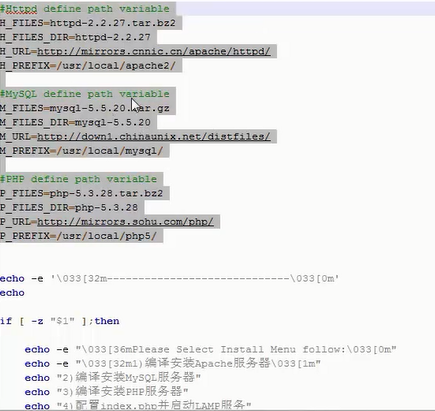 #Httpd define path variable
H_FILES=httpd-2.2.27.tar.bz2
H_FILES_DIR=httpd-2.2.27
H_URL=http://mirrors.cnnic.cn/apache/httpd/
H_PREFIX=/usr/local/apache2/
#MySQL define path variable
M_FILES=mysql-5.5.20.tar.gz
M_FILES_DIR=mysql-5.5.20
M_URL=http://down1.chinaunix.net/distfiles/
M_PREFIX=/usr/local/mysql/
#PHP define path variable
P_FILES=php-5.3.28.tar.bz2
P_FILES_DIR=php-5.3.28
P_URL=http://mirrors.sohu.com/php/
P_PREFIX=/usr/local/php5/
echo -e '\033[32m-----------------------------\033[0m'
echo
if [ -z "$1" ];then
echo -e "\033[36mPlease Select Install Menu follow:\033[0m"
echo -e "\033[32m1)编译安装Apache服务器\033[1m"
echo "2)编译安装MySQL服务器"
echo "3)编译安装PHP服务器"
echo "4)配置index.php并启动LAMP服务"